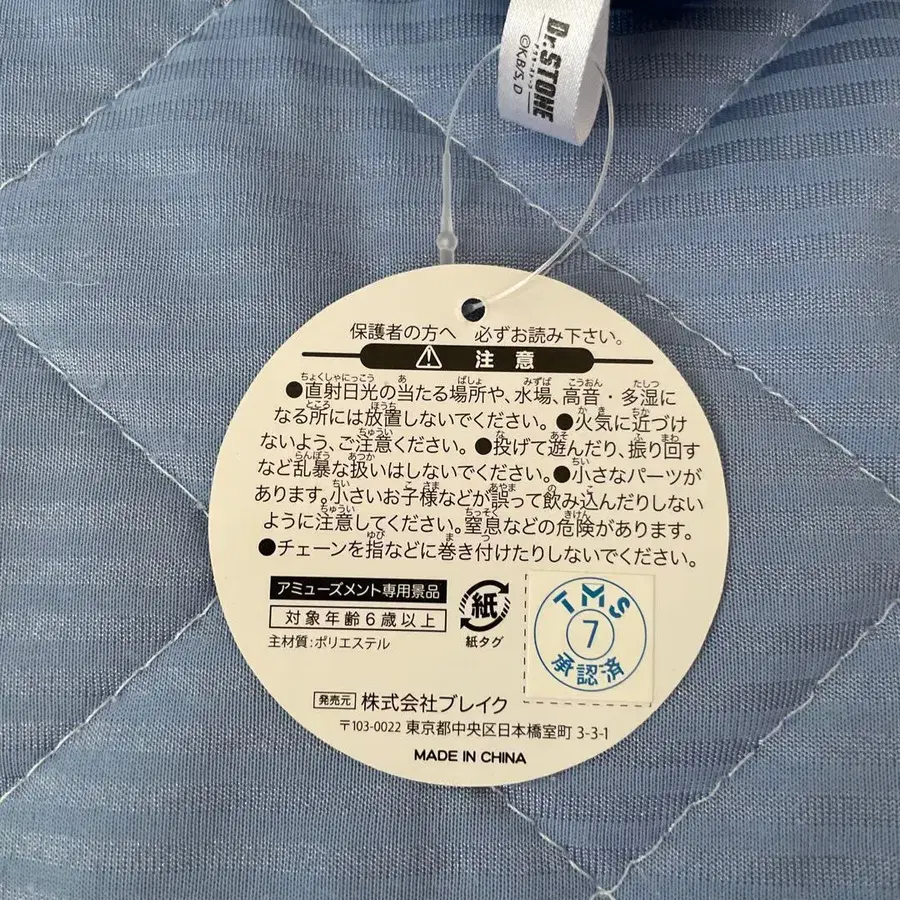 Dr.STONE
ドクターストーン
©K.B/S, D
保護者の方へ 必ずお読み下さい。
注意
●直射日光の当たる場所や、水場、高音・多湿に
なる所には放置しないでください。●火気に近づけ
ないよう、ご注意ください。●投げて遊んだり、振り回す
など乱暴な扱いはしないでください。●小さなパーツが
あります。小さいお子様などが誤って飲み込んだりしない
ように注意してください。窒息などの危険があります。
●チェーンを指などに巻き付けたりしないでください。
アミューズメント専用景品
対象年齢6歳以上
主材質:ポリエステル
紙
紙タグ
TMS
7
承認済
発売元 株式会社ブレイク
〒103-0022 東京都中央区日本橋室町 3-3-1
MADE IN CHINA